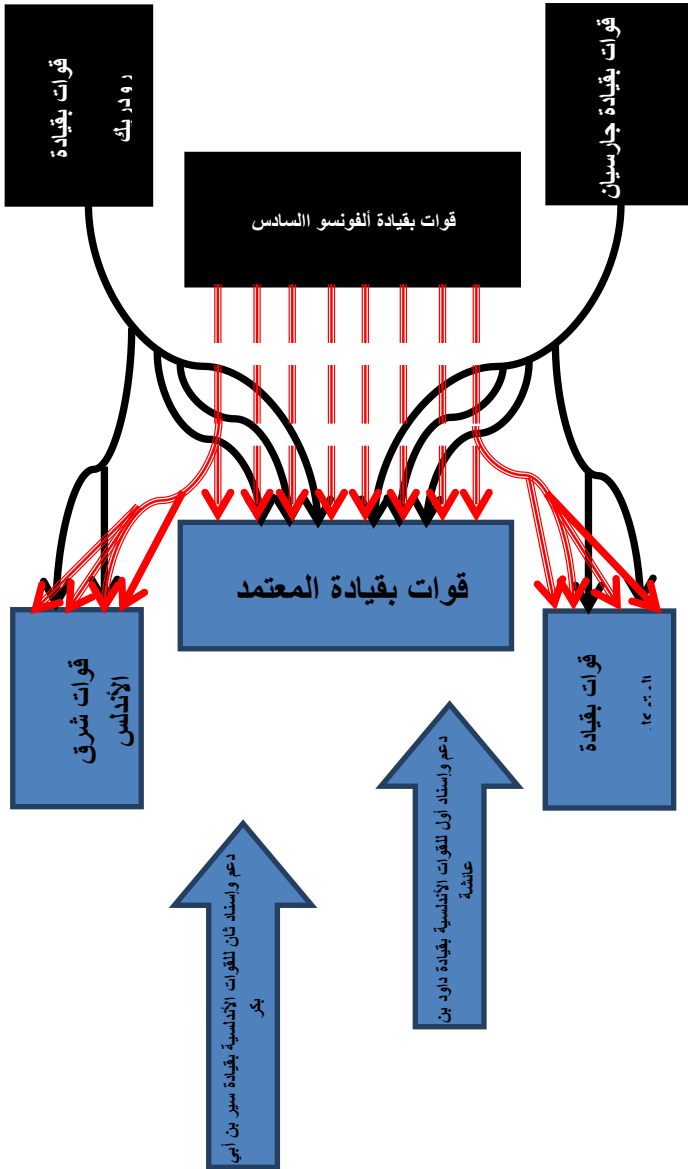 قوات بقيادة
رودريك
قوات بقيادة جارسيان
قوات بقيادة ألفونسو االسادس
قوات بقيادة المعتمد
قوات شرق
الأندلس
قوات بقيادة
دعم وإسناد أول للقوات الأندلسية بقيادة داود بن
عائشة
دعم وإسناد ثان للقوات الأندلسية بقيادة سير بن أبي
بكر